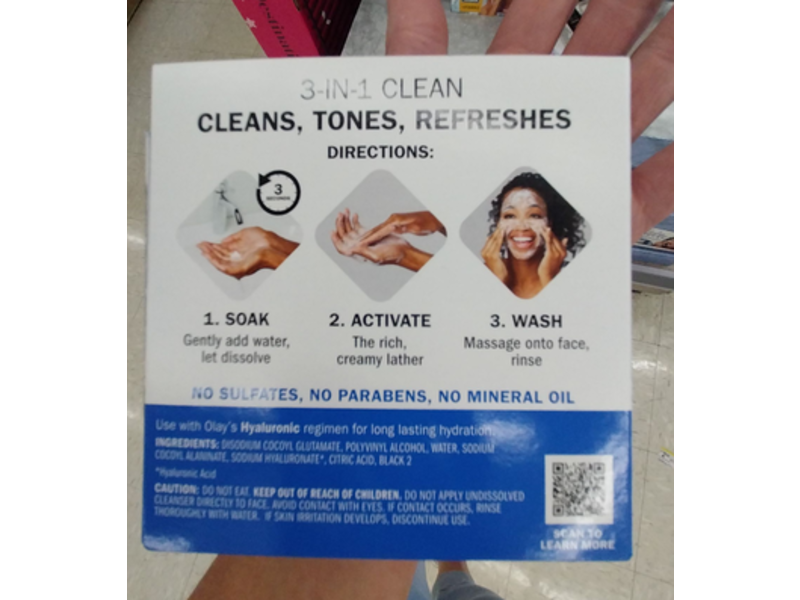 3-IN-1 CLEAN
CLEANS, TONES, REFRESHES
DIRECTIONS:
3
SECONDS
1. SOAK
Gently add water,
let dissolve
2. ACTIVATE
The rich,
creamy lather
3. WASH
Massage onto face,
rinse
NO SULFATES, NO PARABENS, NO MINERAL OIL
Use with Olay's Hyaluronic regimen for long lasting hydration.
INGREDIENTS: DISODIUM COCOYL GLUTAMATE, POLYVINYL ALCOHOL, WATER, SODIUM
COCOYL ALANINATE, SODIUM HYALURONATE*, CITRIC ACID, BLACK 2
*Hyaluronic Acid
CAUTION: DO NOT EAT. KEEP OUT OF REACH OF CHILDREN. DO NOT APPLY UNDISSOLVED
CLEANSER DIRECTLY TO FACE. AVOID CONTACT WITH EYES. IF CONTACT OCCURS, RINSE
THOROUGHLY WITH WATER. IF SKIN IRRITATION DEVELOPS, DISCONTINUE USE.
SCAN TO
LEARN MORE